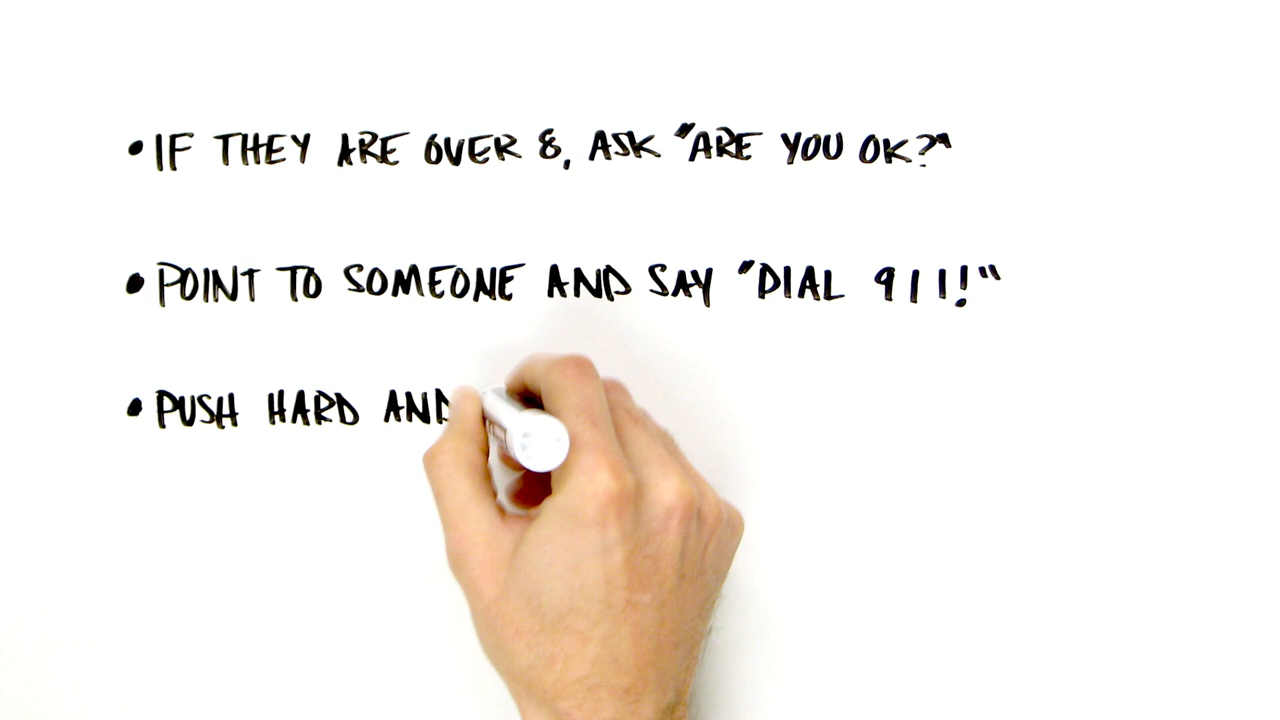 • IF THEY ARE OVER 8, ASK "ARE YOU OK?"
• POINT TO SOMEONE AND SAY "DIAL 911!"
• PUSH HARD AND